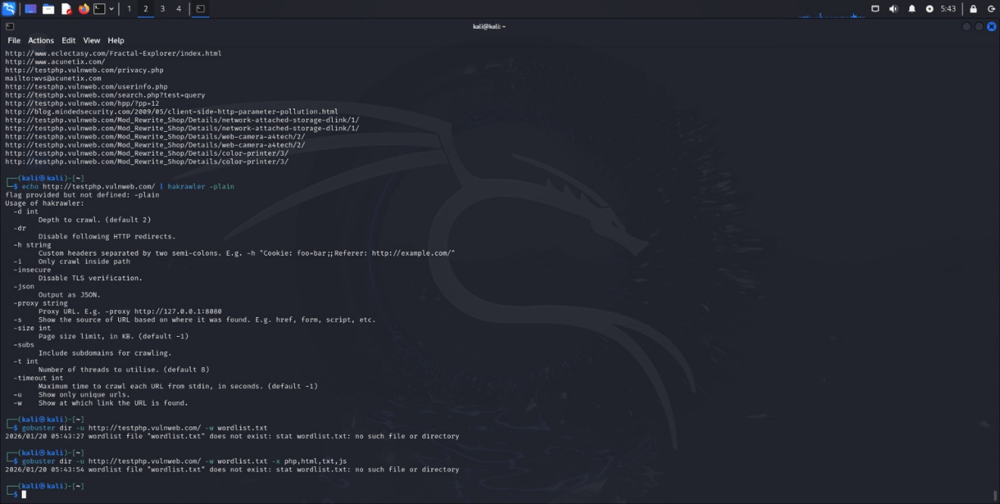 1 2 3 4
5:43
kali@kali: ~
File Actions Edit View Help
http://www.eclectasy.com/Fractal-Explorer/index.html
http://www.acunetix.com/
http://testphp.vulnweb.com/privacy.php
mailto:wvs@acunetix.com
http://testphp.vulnweb.com/userinfo.php
http://testphp.vulnweb.com/search.php?test=query
http://testphp.vulnweb.com/hpp/?pp=12
http://blog.mindedsecurity.com/2009/05/client-side-http-parameter-pollution.html
http://testphp.vulnweb.com/Mod_Rewrite_Shop/Details/network-attached-storage-dlink/1/
http://testphp.vulnweb.com/Mod_Rewrite_Shop/Details/network-attached-storage-dlink/1/
http://testphp.vulnweb.com/Mod_Rewrite_Shop/Details/web-camera-a4tech/2/
http://testphp.vulnweb.com/Mod_Rewrite_Shop/Details/web-camera-a4tech/2/
http://testphp.vulnweb.com/Mod_Rewrite_Shop/Details/color-printer/3/
http://testphp.vulnweb.com/Mod_Rewrite_Shop/Details/color-printer/3/
┌──(kali㉿kali)-[~]
└─$ echo http://testphp.vulnweb.com/ | hakrawler -plain
flag provided but not defined: -plain
Usage of hakrawler:
-d int
Depth to crawl. (default 2)
-dr
Disable following HTTP redirects.
-h string
Custom headers separated by two semi-colons. E.g. -h "Cookie: foo=bar;;Referer: http://example.com/"
-i Only crawl inside path
-insecure
Disable TLS verification.
-json
Output as JSON.
-proxy string
Proxy URL. E.g. -proxy http://127.0.0.1:8080
-s Show the source of URL based on where it was found. E.g. href, form, script, etc.
-size int
Page size limit, in KB. (default -1)
-subs
Include subdomains for crawling.
-t int
Number of threads to utilise. (default 8)
-timeout int
Maximum time to crawl each URL from stdin, in seconds. (default -1)
-u Show only unique urls.
-w Show at which link the URL is found.
┌──(kali㉿kali)-[~]
└─$ gobuster dir -u http://testphp.vulnweb.com/ -w wordlist.txt
2026/01/20 05:43:27 wordlist file "wordlist.txt" does not exist: stat wordlist.txt: no such file or directory
┌──(kali㉿kali)-[~]
└─$ gobuster dir -u http://testphp.vulnweb.com/ -w wordlist.txt -x php,html,txt,js
2026/01/20 05:43:54 wordlist file "wordlist.txt" does not exist: stat wordlist.txt: no such file or directory
┌──(kali㉿kali)-[~]
└─$